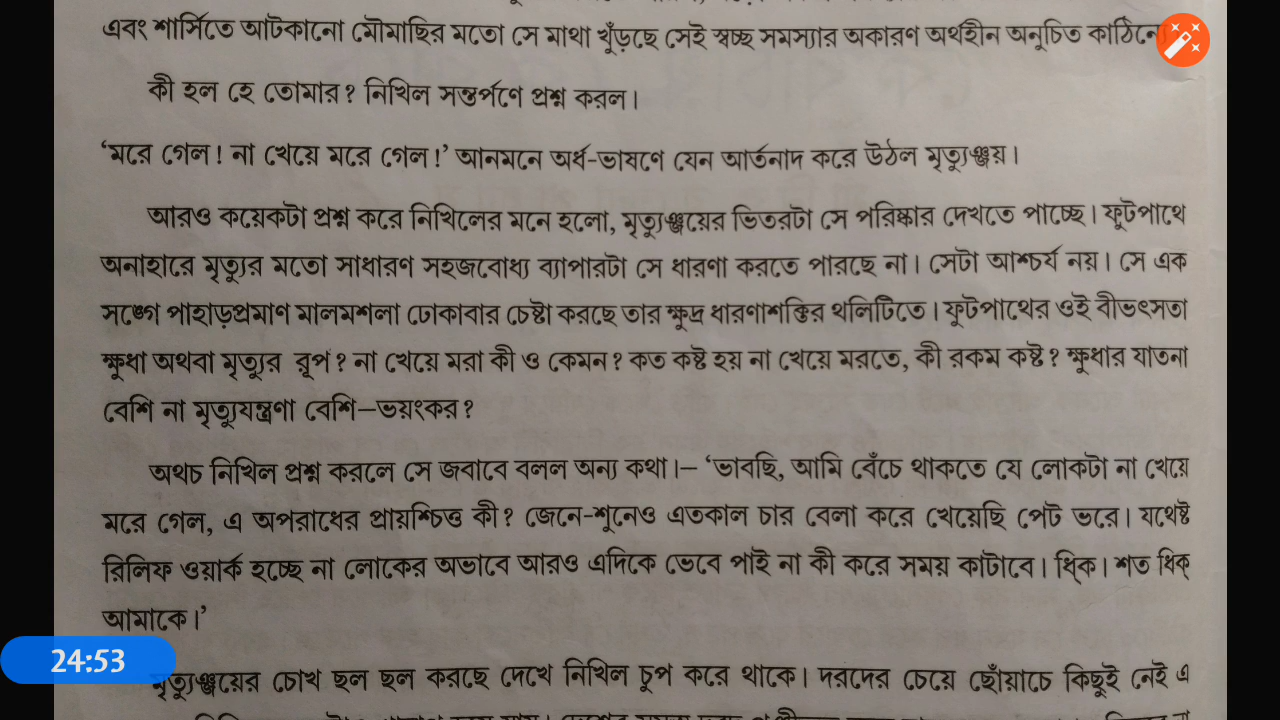 এবং শার্সিতে আটকানো মৌমাছির মতো সে মাথা খুঁড়ছে সেই স্বচ্ছ সমস্যার অকারণ অর্থহীন অনুচিত কাঠিন্যে
কী হল হে তোমার? নিখিল সন্তর্পণে প্রশ্ন করল।
'মরে গেল! না খেয়ে মরে গেল!' আনমনে অর্ধ-ভাষণে যেন আর্তনাদ করে উঠল মৃত্যুঞ্জয়।
আরও কয়েকটা প্রশ্ন করে নিখিলের মনে হলো, মৃত্যুঞ্জয়ের ভিতরটা সে পরিষ্কার দেখতে পাচ্ছে। ফুটপাথে
অনাহারে মৃত্যুর মতো সাধারণ সহজবোধ্য ব্যাপারটা সে ধারণা করতে পারছে না। সেটা আশ্চর্য নয়। সে এক
সঙ্গে পাহাড়প্রমাণ মালমশলা ঢোকাবার চেষ্টা করছে তার ক্ষুদ্র ধারণাশক্তির থলিটিতে। ফুটপাথের ওই বীভৎসতা
ক্ষুধা অথবা মৃত্যুর রূপ? না খেয়ে মরা কী ও কেমন? কত কষ্ট হয় না খেয়ে মরতে, কী রকম কষ্ট? ক্ষুধার যাতনা
বেশি না মৃত্যুযন্ত্রণা বেশি—ভয়ংকর?
অথচ নিখিল প্রশ্ন করলে সে জবাবে বলল অন্য কথা।— 'ভাবছি, আমি বেঁচে থাকতে যে লোকটা না খেয়ে
মরে গেল, এ অপরাধের প্রায়শ্চিত্ত কী? জেনে-শুনেও এতকাল চার বেলা করে খেয়েছি পেট ভরে। যথেষ্ট
রিলিফ ওয়ার্ক হচ্ছে না লোকের অভাবে আরও এদিকে ভেবে পাই না কী করে সময় কাটাবে। ধিক্‌। শত ধিক্
আমাকে।'
24:53
মৃত্যুঞ্জয়ের চোখ ছল ছল করছে দেখে নিখিল চুপ করে থাকে। দরদের চেয়ে ছোঁয়াচে কিছুই নেই এ